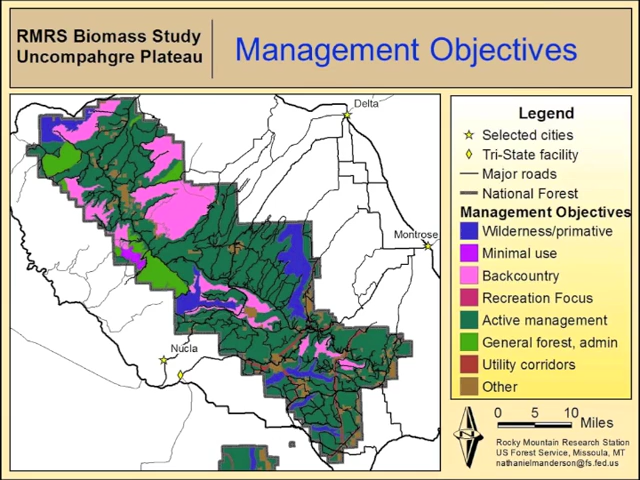 RMRS Biomass Study
Uncompahgre Plateau
Management Objectives
Delta
Montrose
Nucla
Legend
Selected cities
Tri-State facility
Major roads
National Forest
Management Objectives
Wilderness/primative
Minimal use
Backcountry
Recreation Focus
Active management
General forest, admin
Utility corridors
Other
N
0 5 10
Miles
Rocky Mountain Research Station
US Forest Service, Missoula, MT
nathanielmanderson@fs.fed.us